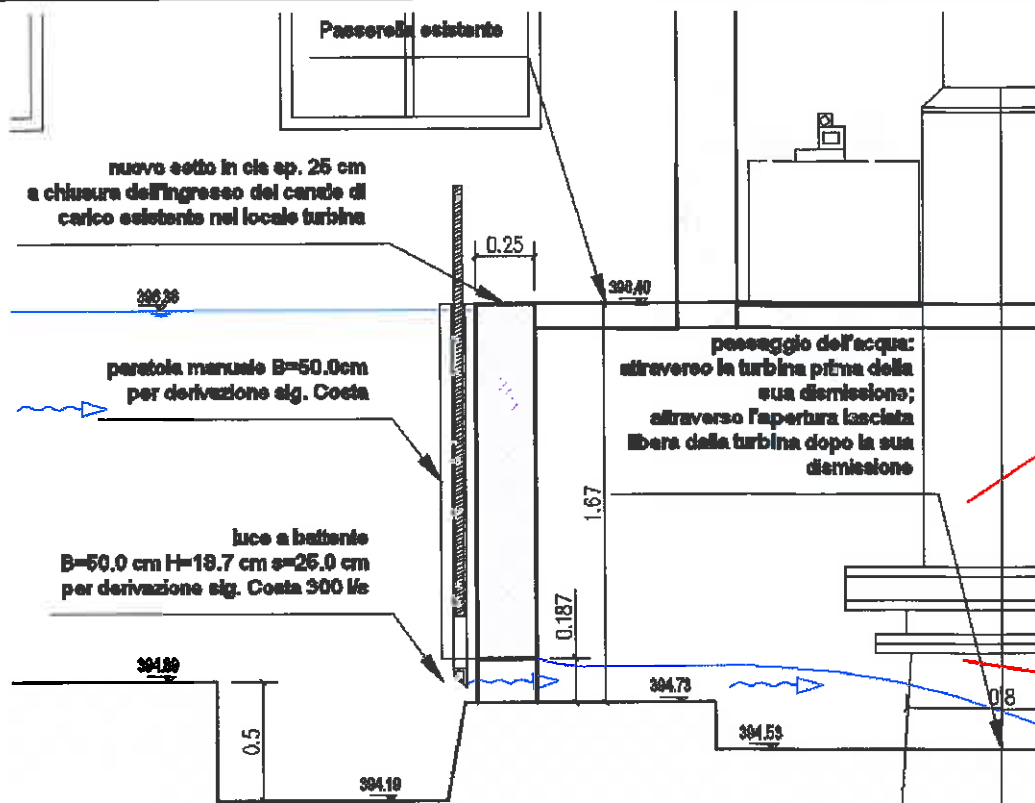 Passerella esistente
nuovo setto in cls sp. 25 cm
a chiusura dell'ingresso del canale di
carico esistente nel locale turbina
0.25
396.36
396.40
paratoia manuale B=50.0cm
per derivazione sig. Costa
passaggio dell'acqua:
attraverso la turbina prima della
sua dismissione;
attraverso l'apertura lasciata
libera dalla turbina dopo la sua
dismissione
1.67
luce a battente
B=50.0 cm H=18.7 cm s=25.0 cm
per derivazione sig. Costa 300 l/s
0.187
394.69
394.73
0.8
0.5
394.53
394.19